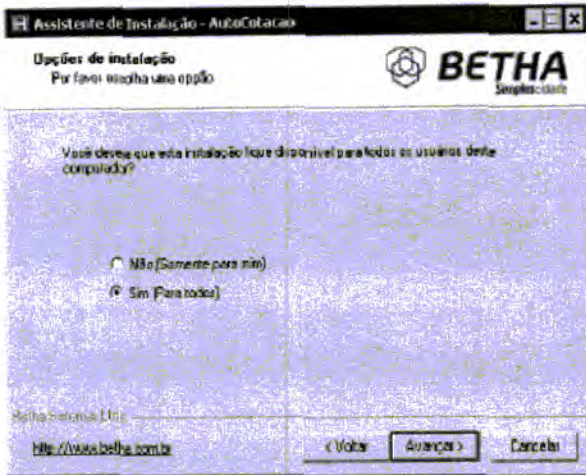 Assistente de Instalação - AutoCotacao
Opções de instalação
Por favor escolha uma opção
BETHA
Simplescidade
Você deseja que esta instalação fique disponível para todos os usuários deste
computador?
Não (Somente para mim)
Sim (Para todos)
Betha Sistemas Ltda
http://www.betha.com.br
< Voltar
Avançar >
Cancelar